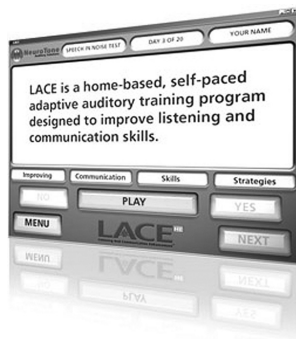 NeuroTone
SPEECH IN NOISE TEST
DAY 3 OF 20
YOUR NAME
LACE is a home-based, self-paced
adaptive auditory training program
designed to improve listening and
communication skills.
Improving
Communication
Skills
Strategies
NO
PLAY
YES
MENU
LACE
NEXT